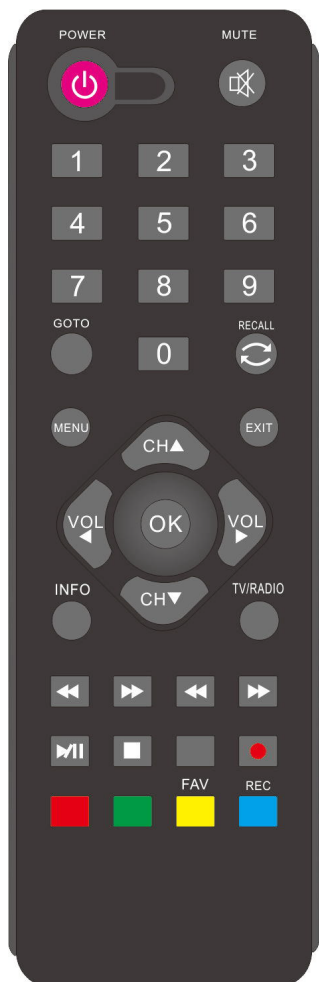 POWER MUTE
1 2 3
4 5 6
7 8 9
GOTO RECALL
0
MENU EXIT
CH▲
VOL OK VOL
◀ ▶
INFO CH▼ TV/RADIO
FAV REC